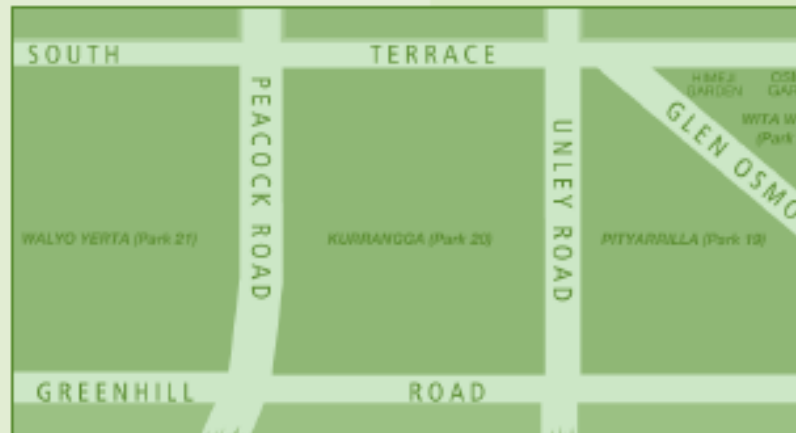 SOUTH TERRACE
PEACOCK ROAD
UNLEY ROAD
HIMEJI
GARDEN
GLEN OSMO
WITA W
(Park
WALYO YERTA (Park 21)
KURRANGGA (Park 20)
PITYARRILLA (Park 19)
GREENHILL ROAD